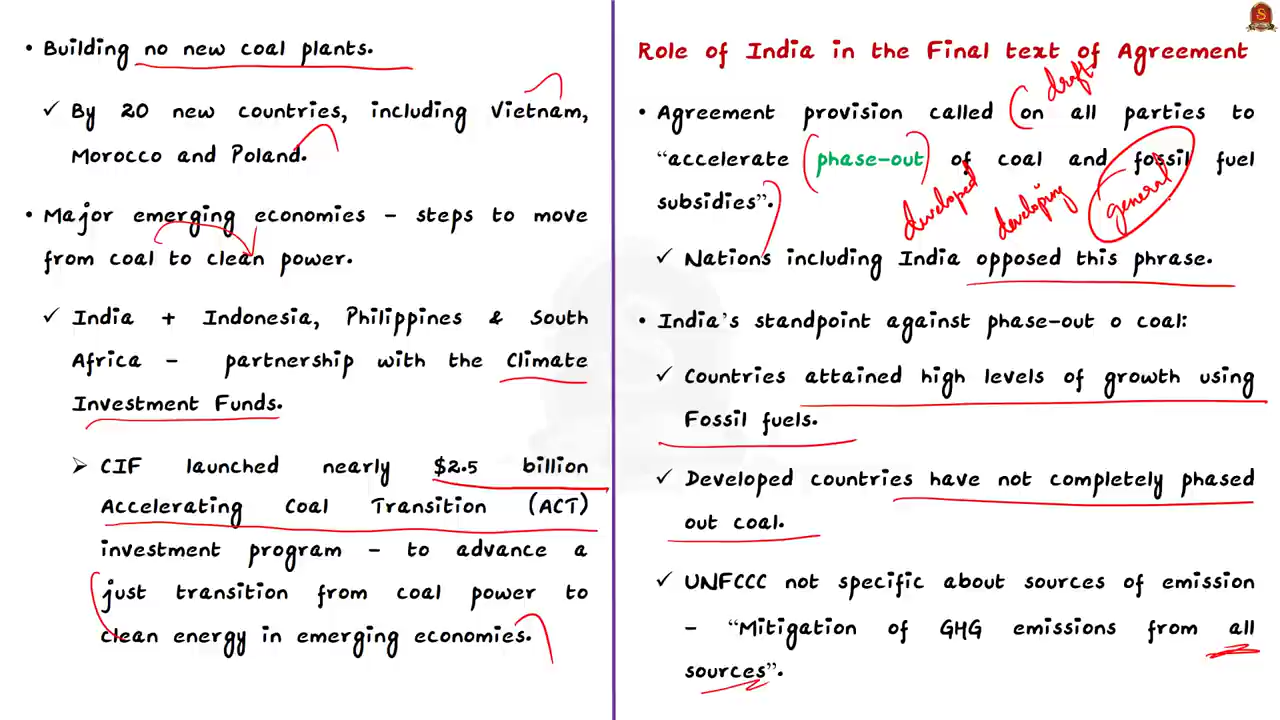 • Building no new coal plants.
✓ By 20 new countries, including Vietnam,
Morocco and Poland.
• Major emerging economies – steps to move
from coal to clean power.
✓ India + Indonesia, Philippines & South
Africa – partnership with the Climate
Investment Funds.
➢ CIF launched nearly $2.5 billion
Accelerating Coal Transition (ACT)
investment program – to advance a
just transition from coal power to
clean energy in emerging economies.
Role of India in the Final text of Agreement
draft
• Agreement provision called on all parties to
“accelerate phase-out of coal and fossil fuel
subsidies”.
developed developing general
✓ Nations including India opposed this phrase.
• India's standpoint against phase-out o coal:
✓ Countries attained high levels of growth using
Fossil fuels.
✓ Developed countries have not completely phased
out coal.
✓ UNFCCC not specific about sources of emission
– “Mitigation of GHG emissions from all
sources”.